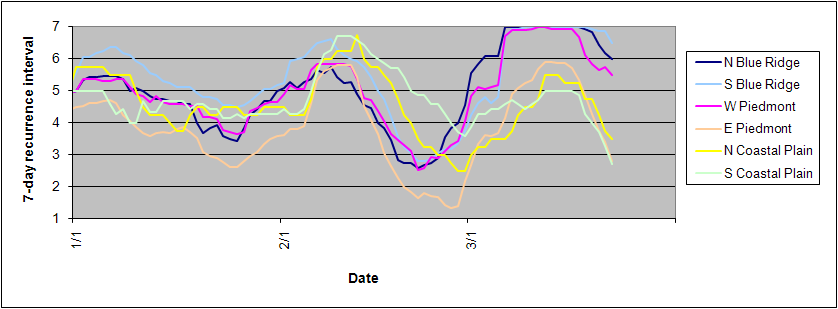 7
6
5
4
3
2
1
7-day recurrence interval
1/1
2/1
3/1
Date
N Blue Ridge
S Blue Ridge
W Piedmont
E Piedmont
N Coastal Plain
S Coastal Plain